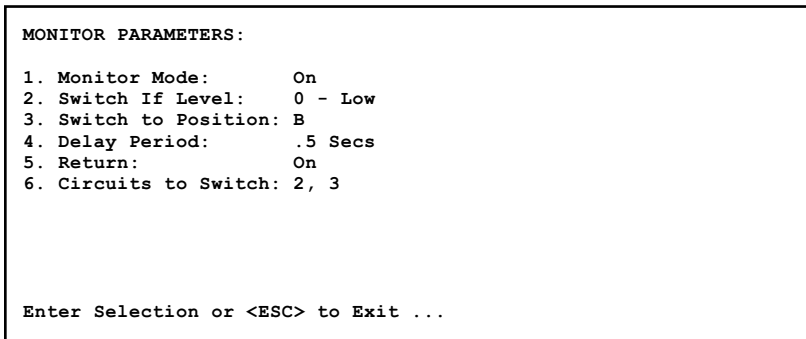 MONITOR PARAMETERS:
1. Monitor Mode: On
2. Switch If Level: 0 - Low
3. Switch to Position: B
4. Delay Period: .5 Secs
5. Return: On
6. Circuits to Switch: 2, 3
Enter Selection or <ESC> to Exit ...